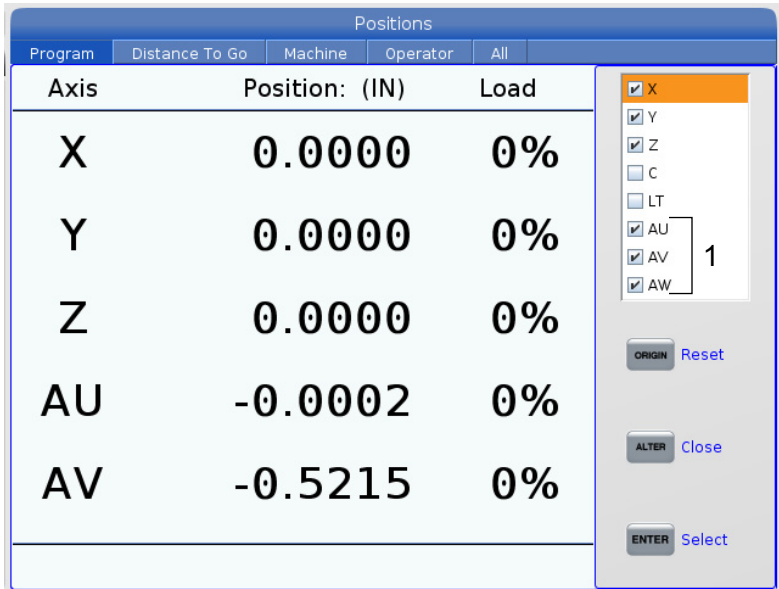 Positions
Program Distance To Go Machine Operator All
Axis Position: (IN) Load
X 0.0000 0%
Y 0.0000 0%
Z 0.0000 0%
AU -0.0002 0%
AV -0.5215 0%
X
Y
Z
C
LT
AU
AV
AW
1
ORIGIN Reset
ALTER Close
ENTER Select